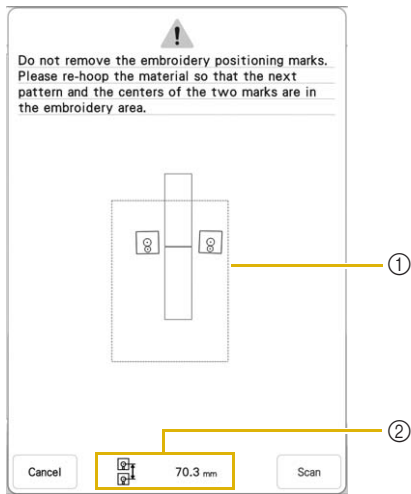 Do not remove the embroidery positioning marks.
Please re-hoop the material so that the next
pattern and the centers of the two marks are in
the embroidery area.
①
②
Cancel
70.3 mm
Scan